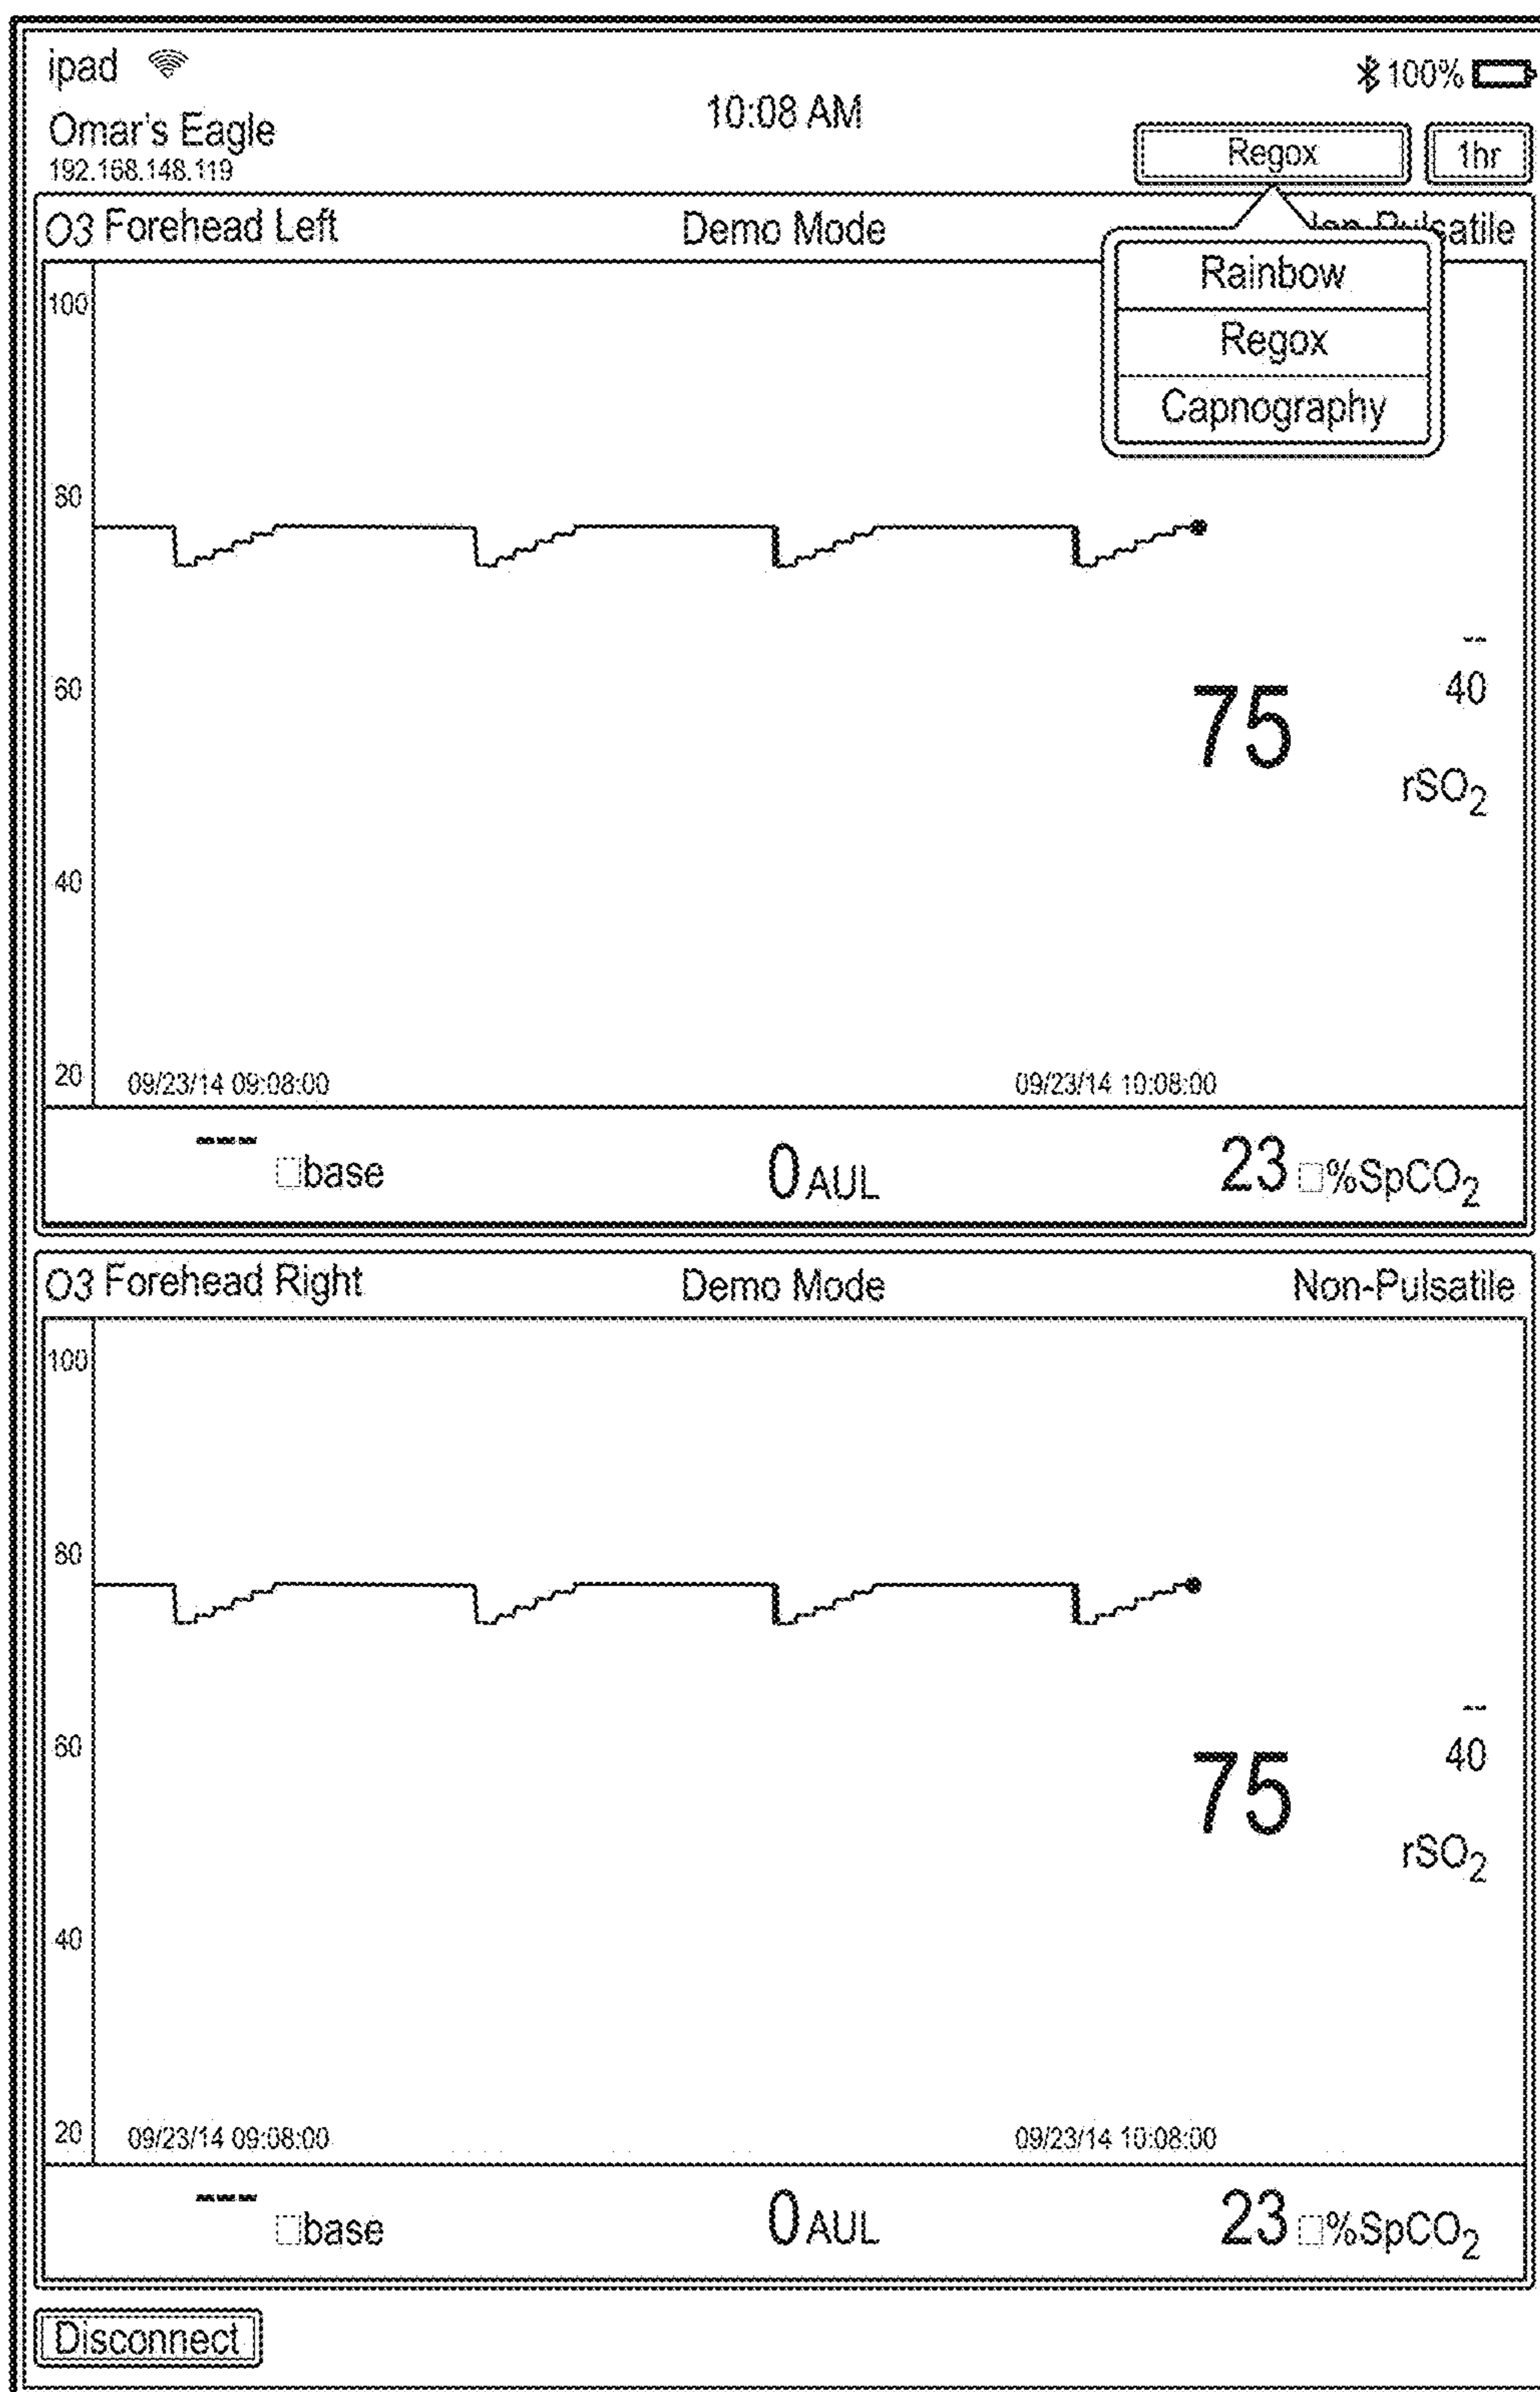 ipad
100%
10:08 AM
Omar's Eagle
192.168.148.119
Regox 1hr
O3 Forehead Left Demo Mode satile
Rainbow
Regox
Capnography
100
80
60
40
20
--
40
75
rSO2
09/23/14 09:08:00 09/23/14 10:08:00
--- □base 0 AUL 23 □%SpCO2
O3 Forehead Right Demo Mode Non-Pulsatile
100
80
60
40
20
--
40
75
rSO2
09/23/14 09:08:00 09/23/14 10:08:00
--- □base 0 AUL 23 □%SpCO2
Disconnect